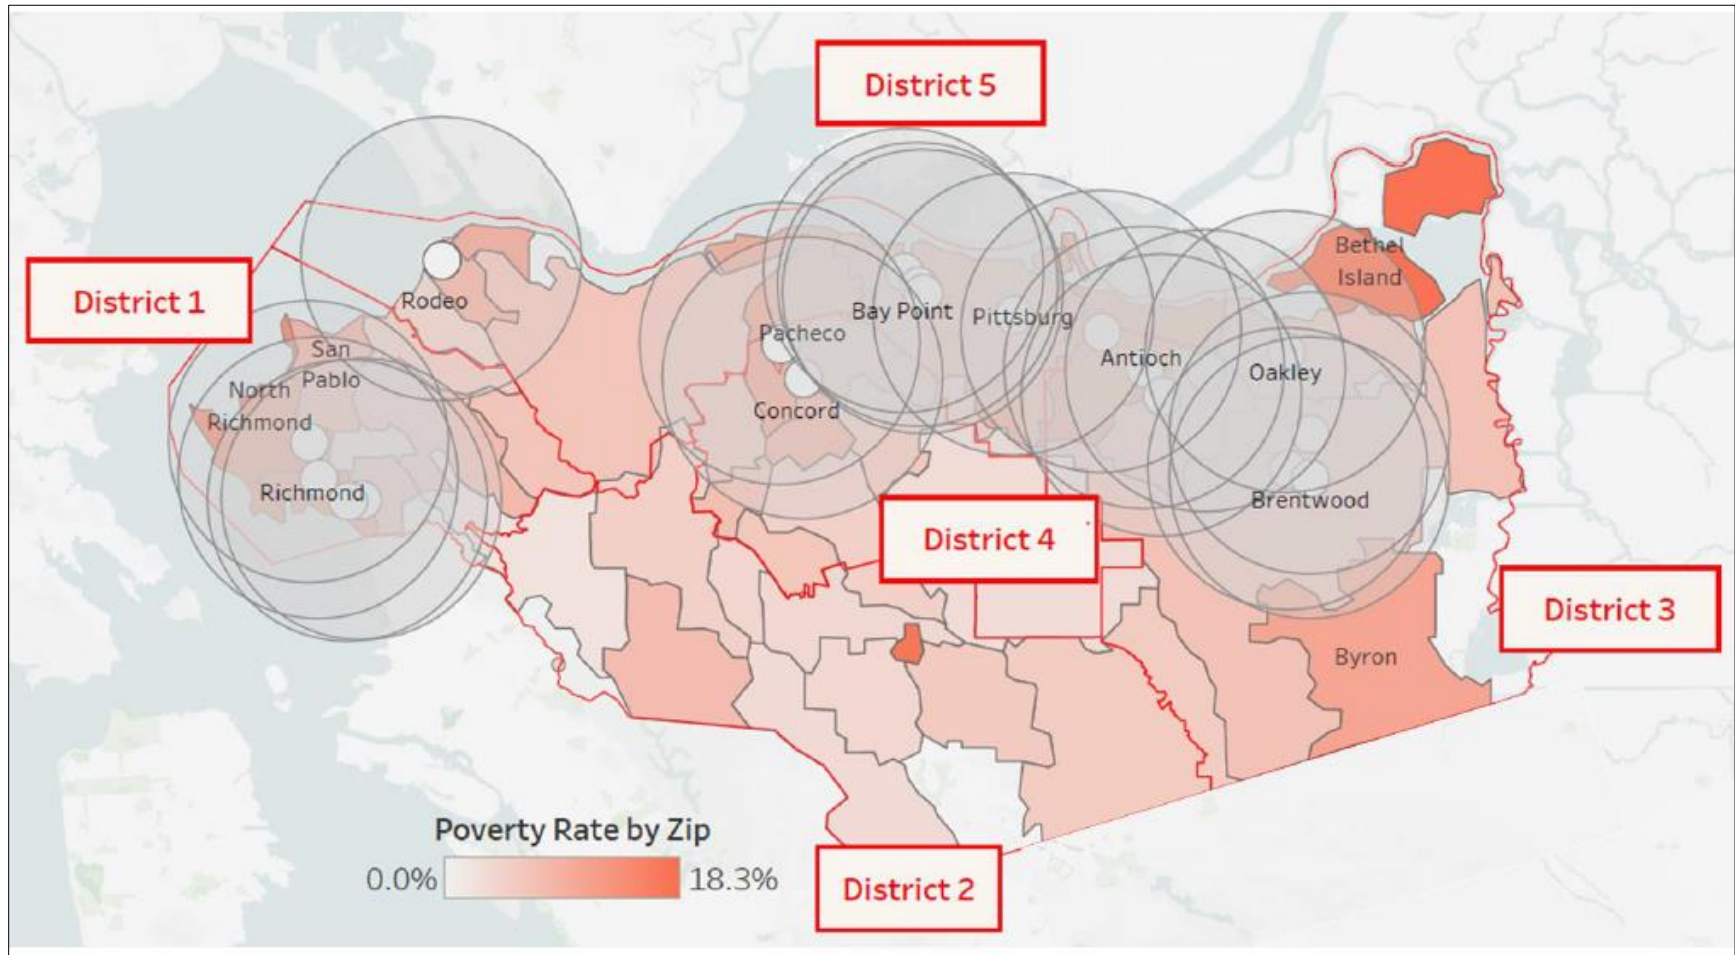 District 5
Bethel
Island
District 1
Rodeo
Bay Point
Pittsburg
Pacheco
San
Pablo
Antioch
Oakley
North
Richmond
Concord
Richmond
Brentwood
District 4
District 3
Byron
Poverty Rate by Zip
0.0%
18.3%
District 2